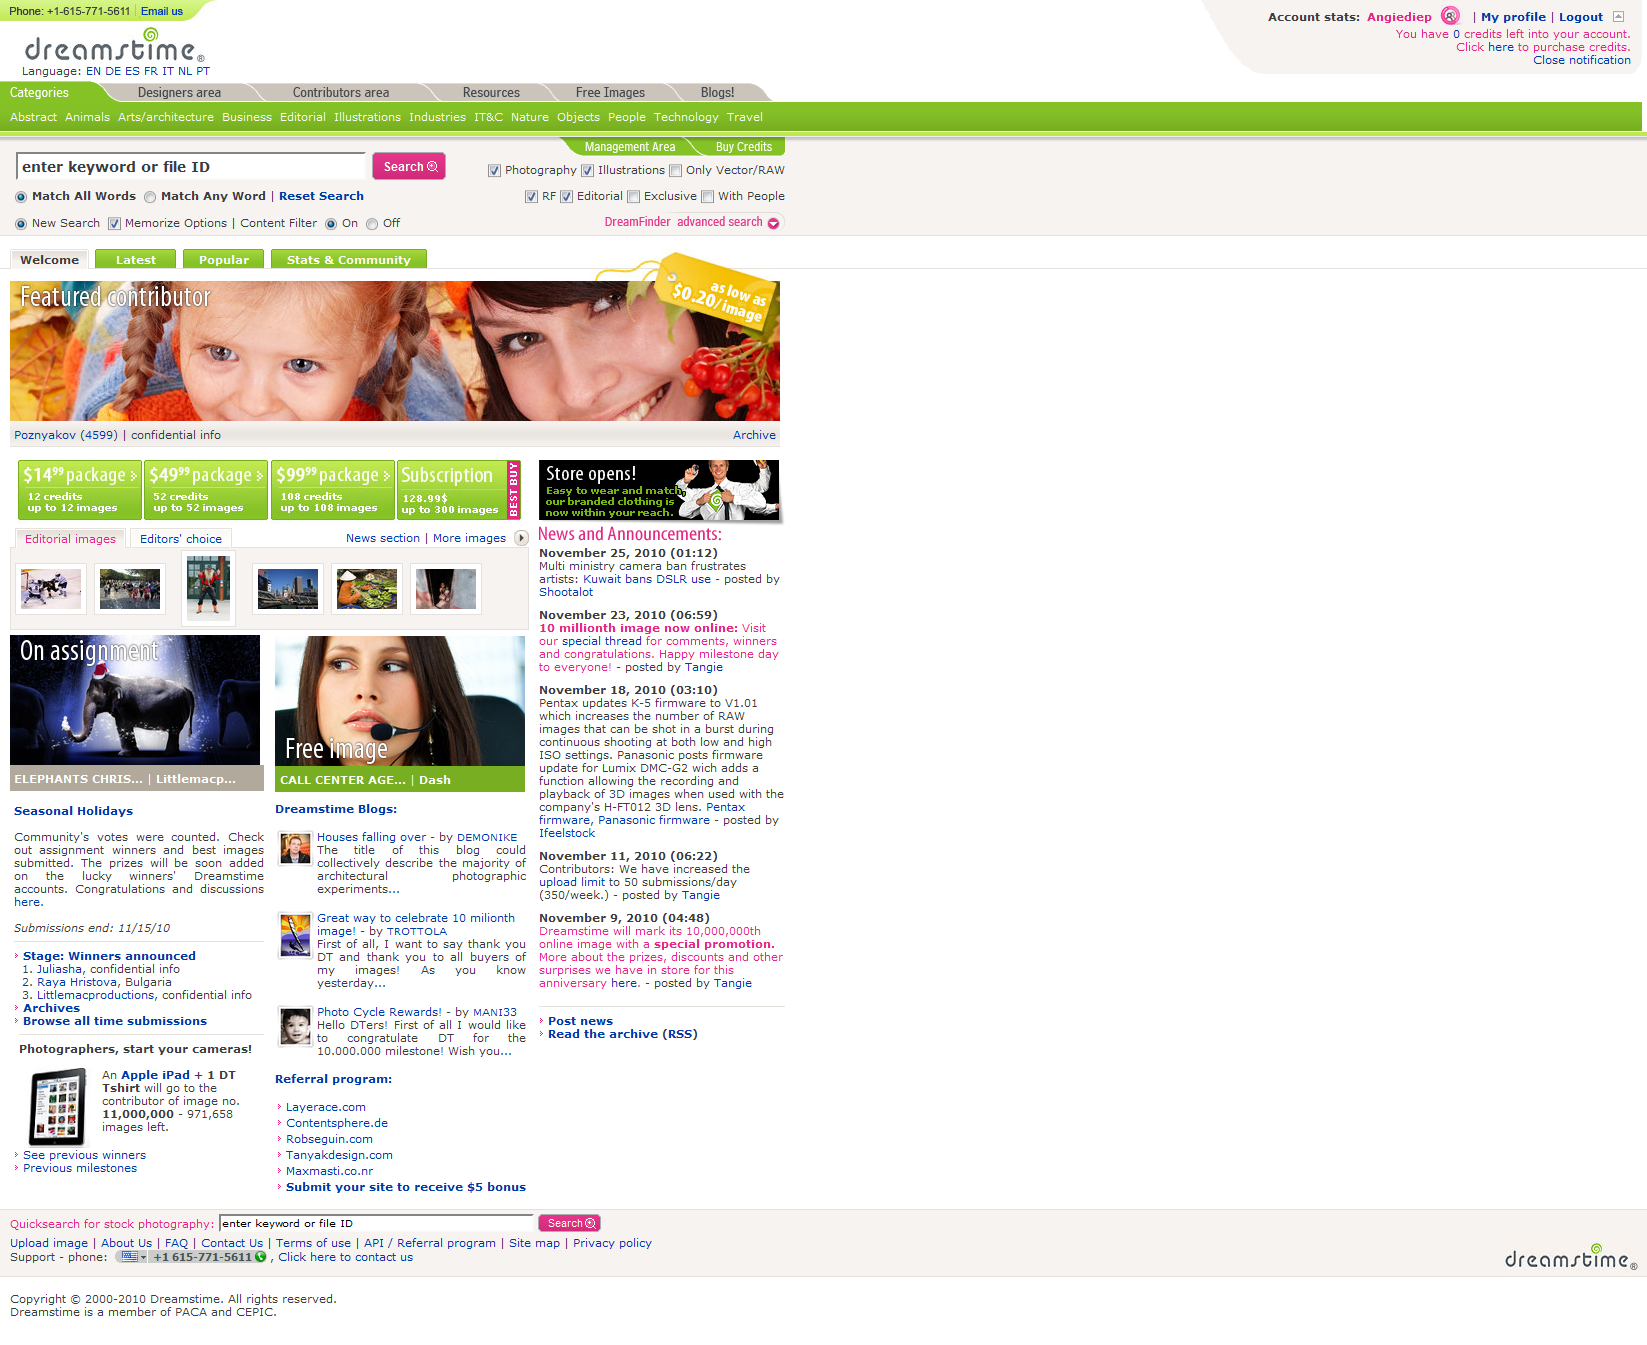 Phone: +1-615-771-5611 | Email us
Account stats: Angiediep | My profile | Logout
You have 0 credits left into your account.
Click here to purchase credits.
Close notification
dreamstime®
Language: EN DE ES FR IT NL PT
Categories Designers area Contributors area Resources Free Images Blogs!
Abstract Animals Arts/architecture Business Editorial Illustrations Industries IT&C Nature Objects People Technology Travel
Management Area Buy Credits
enter keyword or file ID Search
Photography Illustrations Only Vector/RAW
Match All Words Match Any Word | Reset Search
RF Editorial Exclusive With People
New Search Memorize Options | Content Filter On Off
DreamFinder advanced search
Welcome Latest Popular Stats & Community
Featured contributor
as low as
$0.20/image
Poznyakov (4599) | confidential info Archive
$14.99 package
12 credits
up to 12 images
$49.99 package
52 credits
up to 52 images
$99.99 package
108 credits
up to 108 images
Subscription
128.99$
up to 300 images
BEST BUY
Store opens!
Easy to wear and match,
our branded clothing is
now within your reach.
Editorial images Editors' choice News section | More images
On assignment
ELEPHANTS CHRIS... | Littlemacp...
Free image
CALL CENTER AGE... | Dash
Seasonal Holidays
Community's votes were counted. Check
out assignment winners and best images
submitted. The prizes will be soon added
on the lucky winners' Dreamstime
accounts. Congratulations and discussions
here.
Submissions end: 11/15/10
Stage: Winners announced
1. Juliasha, confidential info
2. Raya Hristova, Bulgaria
3. Littlemacproductions, confidential info
Archives
Browse all time submissions
Photographers, start your cameras!
An Apple iPad + 1 DT
Tshirt will go to the
contributor of image no.
11,000,000 - 971,658
images left.
See previous winners
Previous milestones
Dreamstime Blogs:
Houses falling over - by DEMONIKE
The title of this blog could
collectively describe the majority of
architectural photographic
experiments...
Great way to celebrate 10 milionth
image! - by TROTTOLA
First of all, I want to say thank you
DT and thank you to all buyers of
my images! As you know
yesterday...
Photo Cycle Rewards! - by MANI33
Hello DTers! First of all I would like
to congratulate DT for the
10.000.000 milestone! Wish you...
Referral program:
Layerace.com
Contentsphere.de
Robseguin.com
Tanyakdesign.com
Maxmasti.co.nr
Submit your site to receive $5 bonus
News and Announcements:
November 25, 2010 (01:12)
Multi ministry camera ban frustrates
artists: Kuwait bans DSLR use - posted by
Shootalot
November 23, 2010 (06:59)
10 millionth image now online: Visit
our special thread for comments, winners
and congratulations. Happy milestone day
to everyone! - posted by Tangie
November 18, 2010 (03:10)
Pentax updates K-5 firmware to V1.01
which increases the number of RAW
images that can be shot in a burst during
continuous shooting at both low and high
ISO settings. Panasonic posts firmware
update for Lumix DMC-G2 wich adds a
function allowing the recording and
playback of 3D images when used with the
company's H-FT012 3D lens. Pentax
firmware, Panasonic firmware - posted by
Ifeelstock
November 11, 2010 (06:22)
Contributors: We have increased the
upload limit to 50 submissions/day
(350/week.) - posted by Tangie
November 9, 2010 (04:48)
Dreamstime will mark its 10,000,000th
online image with a special promotion.
More about the prizes, discounts and other
surprises we have in store for this
anniversary here. - posted by Tangie
Post news
Read the archive (RSS)
Quicksearch for stock photography: enter keyword or file ID Search
Upload image | About Us | FAQ | Contact Us | Terms of use | API / Referral program | Site map | Privacy policy
Support - phone: +1 615-771-5611 , Click here to contact us
dreamstime®
Copyright © 2000-2010 Dreamstime. All rights reserved.
Dreamstime is a member of PACA and CEPIC.